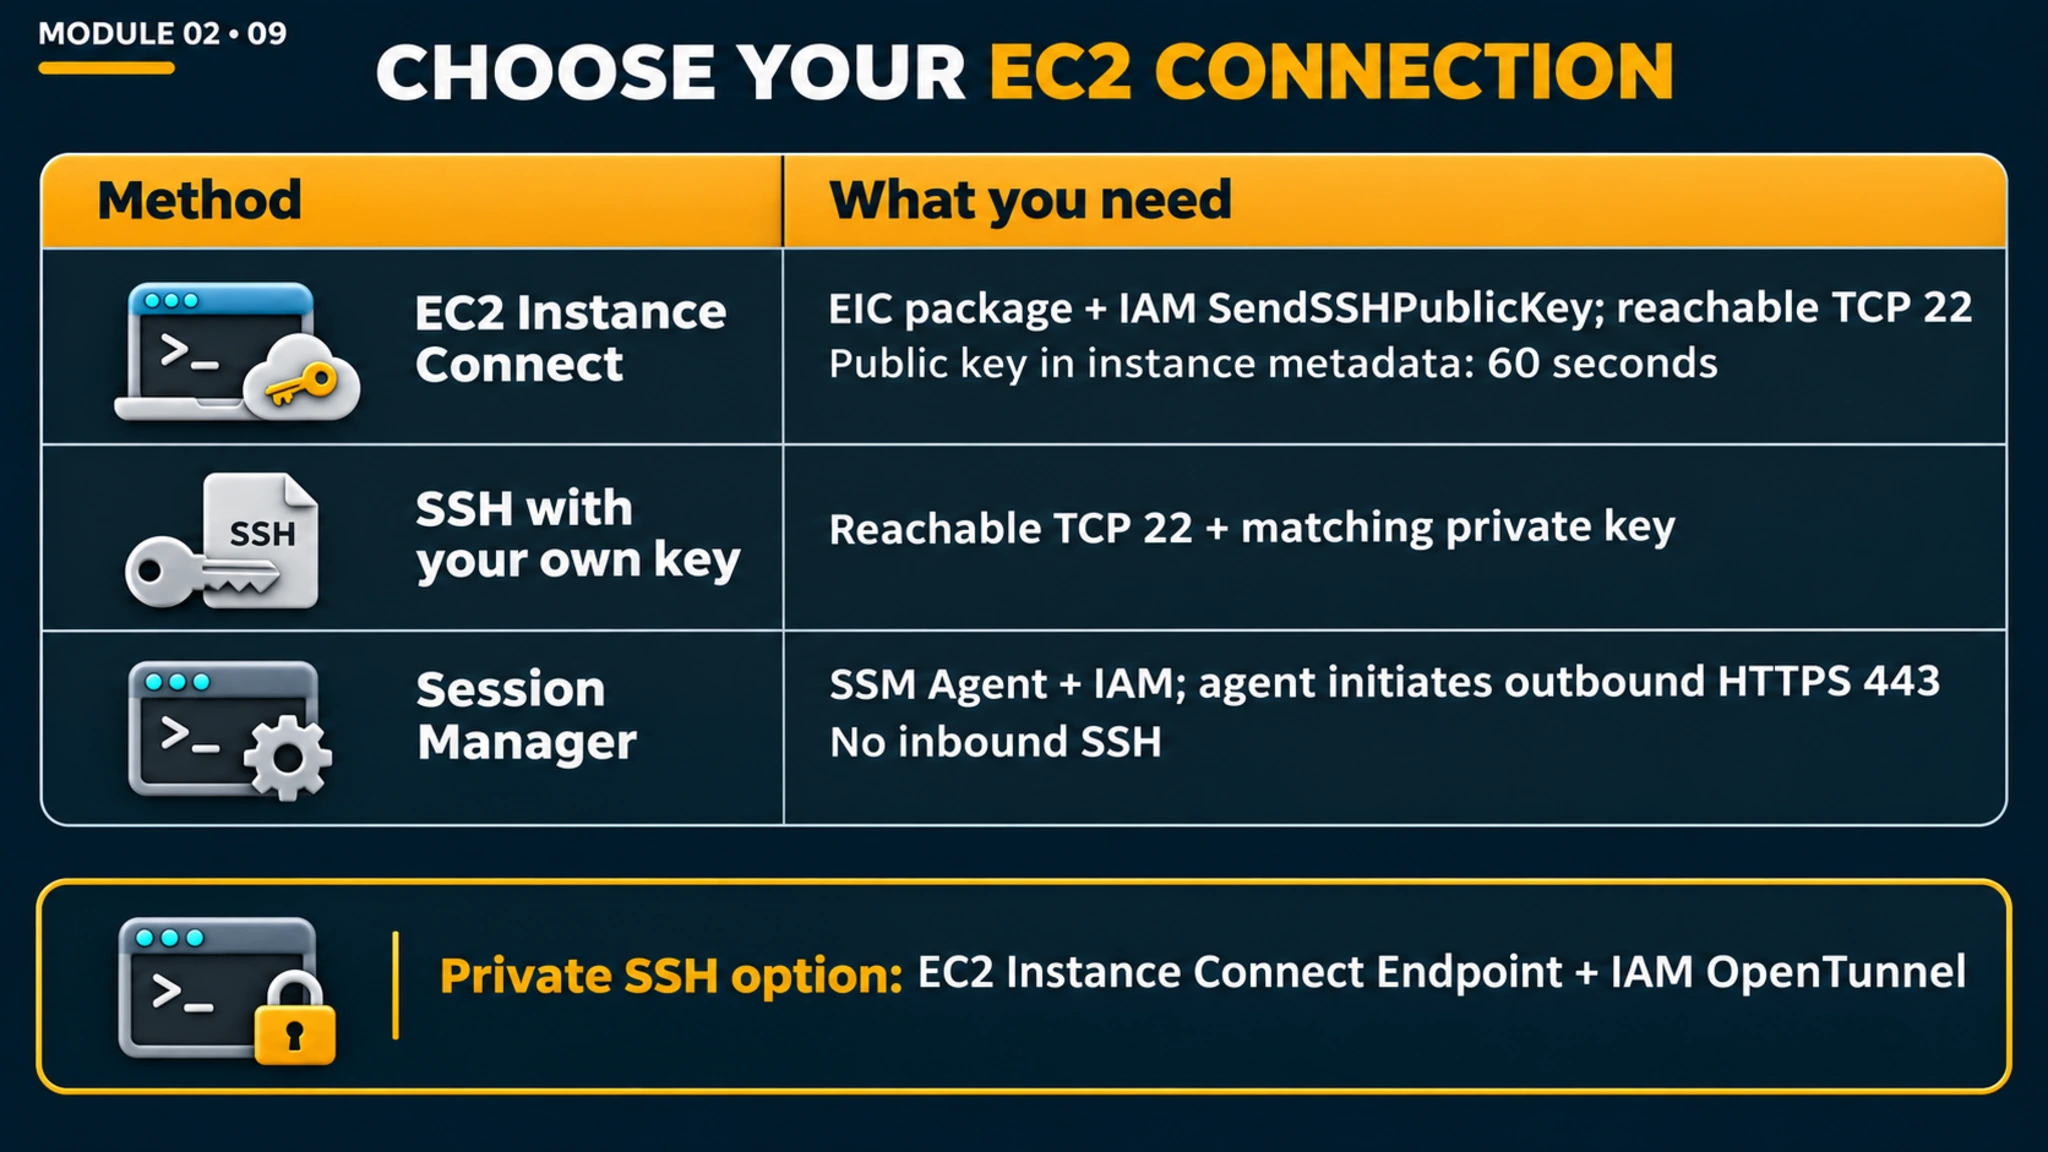 MODULE 02 • 09
CHOOSE YOUR EC2 CONNECTION
Method
What you need
EC2 Instance
Connect
EIC package + IAM SendSSHPublicKey; reachable TCP 22
Public key in instance metadata: 60 seconds
SSH
SSH with
your own key
Reachable TCP 22 + matching private key
Session
Manager
SSM Agent + IAM; agent initiates outbound HTTPS 443
No inbound SSH
Private SSH option: EC2 Instance Connect Endpoint + IAM OpenTunnel